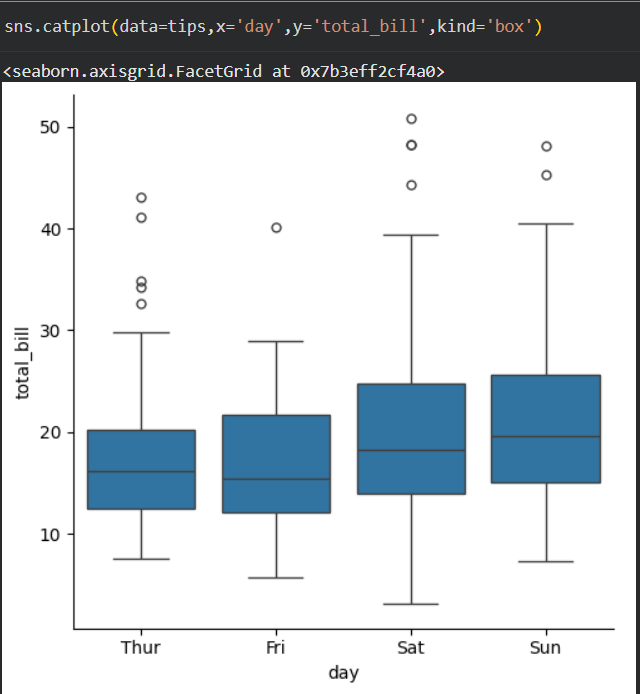 sns.catplot(data=tips,x='day',y='total_bill',kind='box')
<seaborn.axisgrid.FacetGrid at 0x7b3eff2cf4a0>
50
40
30
20
10
total_bill
Thur Fri Sat Sun
day